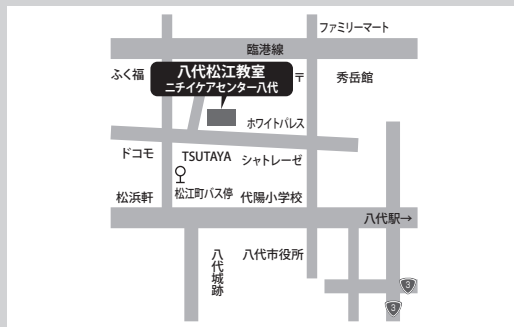 ファミリーマート
臨港線
ふく福
八代松江教室
ニチイケアセンター八代
〒
秀岳館
ホワイトパレス
ドコモ
TSUTAYA
シャトレーゼ
松浜軒
松江町バス停
代陽小学校
八代駅→
八代城跡
八代市役所
3
3